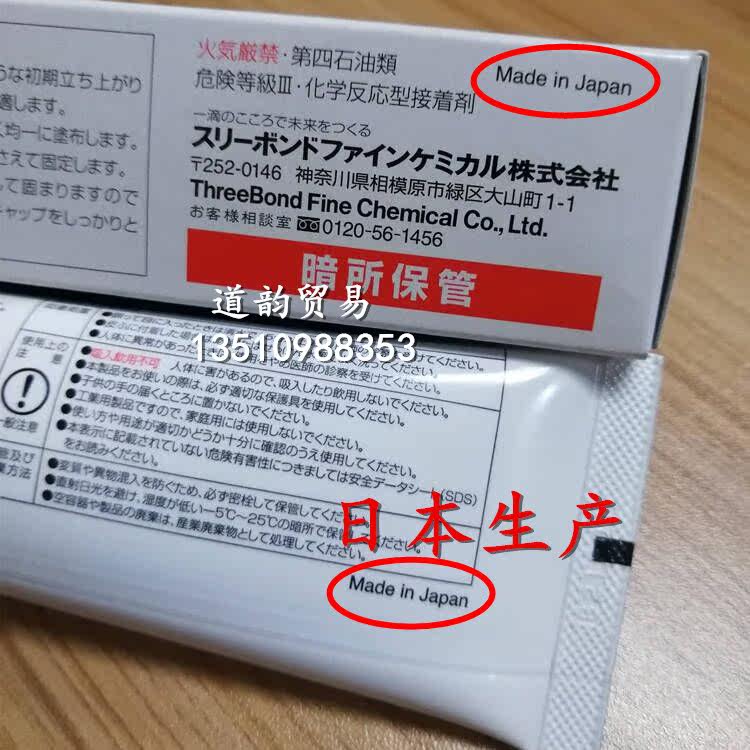 うな初期立ち上がり
適します。
く均一に塗布します。
さえて固定します。
して固まりますので
キャップをしっかりと
火気厳禁・第四石油類
危険等級Ⅲ・化学反応型接着剤
Made in Japan
一滴のこころで未来をつくる
スリーボンドファインケミカル株式会社
〒252-0146 神奈川県相模原市緑区大山町1-1
ThreeBond Fine Chemical Co., Ltd.
お客様相談室 0120-56-1456
暗所保管
道韵贸易
13510988353
使用上の
注意
一般注意
●吸入飲用不可 人体に害があるので、吸入したり飲用しないでください。
●本製品をお使いの際は、必ず適切な保護具を使用してください。
●子供の手の届くところに置かないでください。
●工業用製品ですので、家庭用には使用しないでください。
●使い方や用途が適切かどうか十分に確認のうえ使用してください。
●本表示に記載されていない危険有害性につきましては安全データシート(SDS)
をお読みください。
●変質や異物混入を防ぐため、必ず密栓して保管してください。
●直射日光を避け、湿度が低い-5℃〜25℃の暗所で保管してください。
●空容器や製品の廃棄は、産業廃棄物として処理してください。
日本生产
Made in Japan